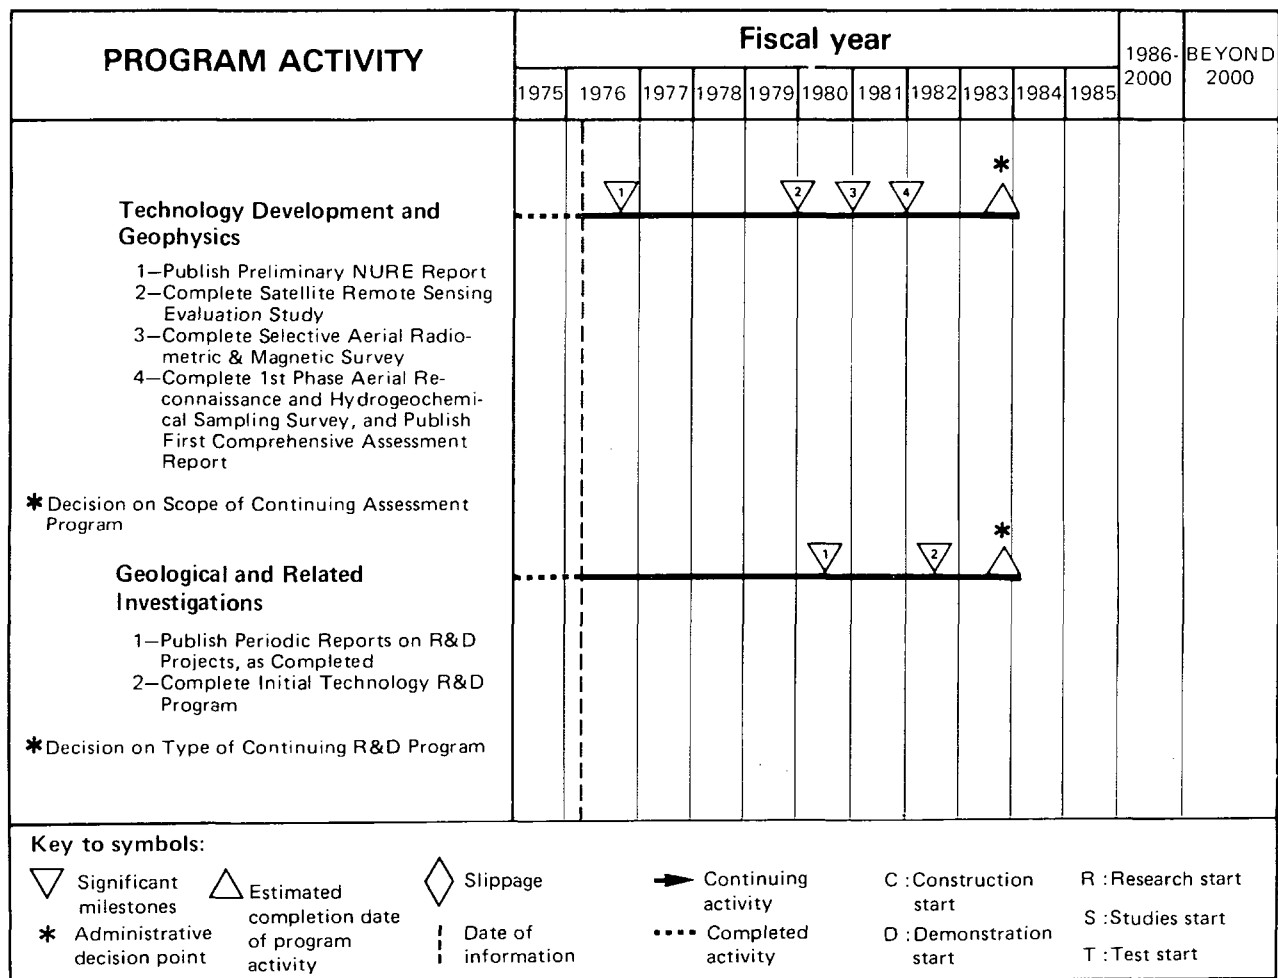 PROGRAM ACTIVITY
Fiscal year
1986-
2000
BEYOND
2000
1975 1976 1977 1978 1979 1980 1981 1982 1983 1984 1985
*
1 2 3 4
Technology Development and
Geophysics
1—Publish Preliminary NURE Report
2—Complete Satellite Remote Sensing
Evaluation Study
3—Complete Selective Aerial Radio-
metric & Magnetic Survey
4—Complete 1st Phase Aerial Re-
connaissance and Hydrogeochemi-
cal Sampling Survey, and Publish
First Comprehensive Assessment
Report
* Decision on Scope of Continuing Assessment
Program
*
1 2
Geological and Related
Investigations
1—Publish Periodic Reports on R&D
Projects, as Completed
2—Complete Initial Technology R&D
Program
* Decision on Type of Continuing R&D Program
Key to symbols:
Significant
milestones
* Administrative
decision point
Estimated
completion date
of program
activity
Slippage
Date of
information
Continuing
activity
Completed
activity
C :Construction
start
D :Demonstration
start
R :Research start
S :Studies start
T :Test start